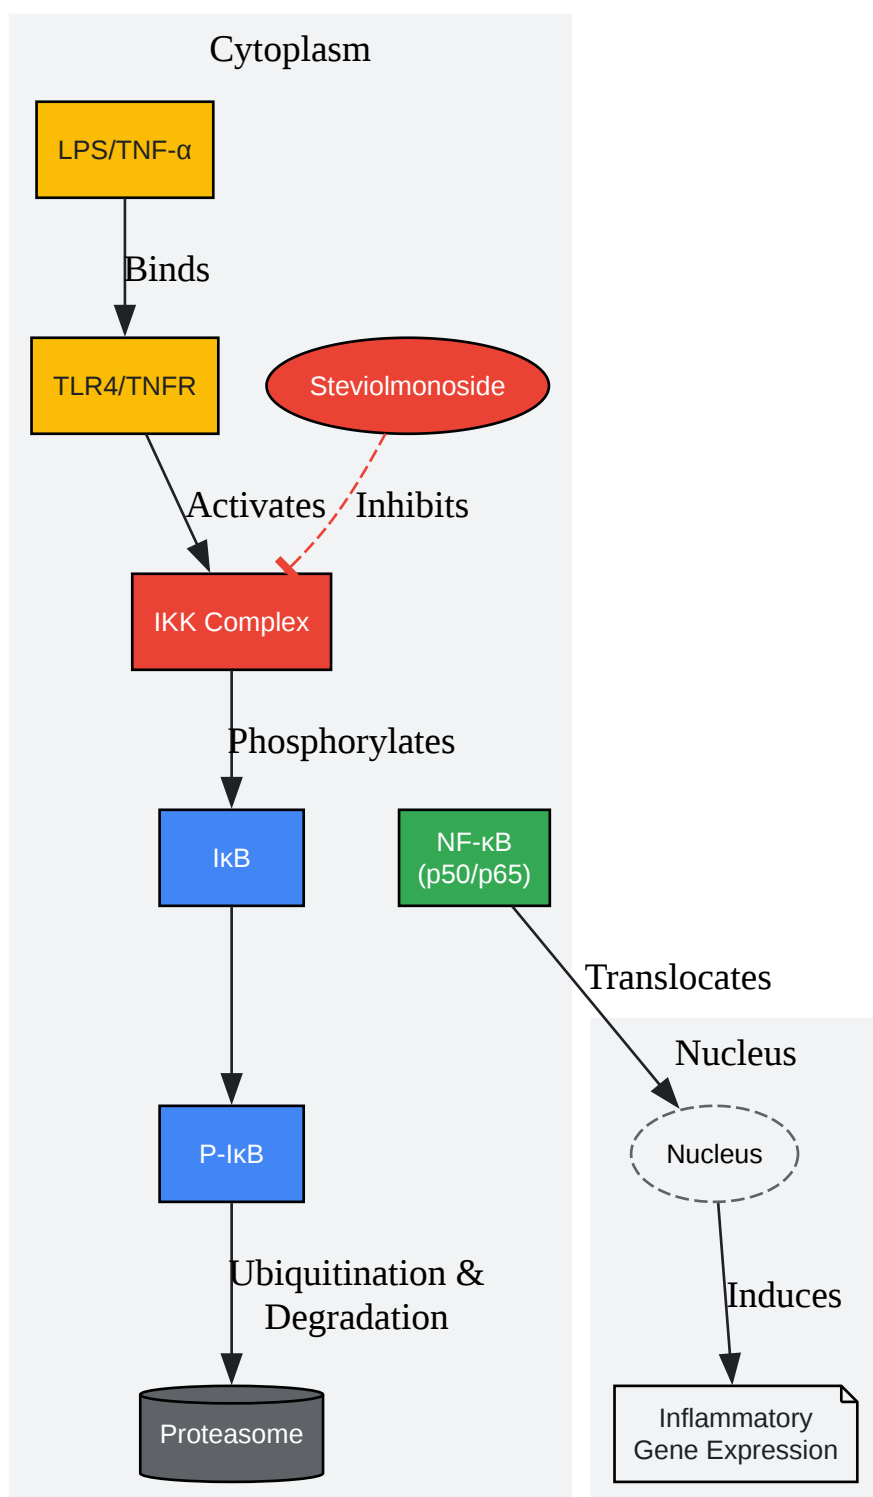 Cytoplasm
LPS/TNF-α
Binds
TLR4/TNFR
Steviolmonoside
Activates
Inhibits
IKK Complex
Phosphorylates
IκB
NF-κB
(p50/p65)
Translocates
Nucleus
P-IκB
Nucleus
Ubiquitination &
Degradation
Induces
Proteasome
Inflammatory
Gene Expression